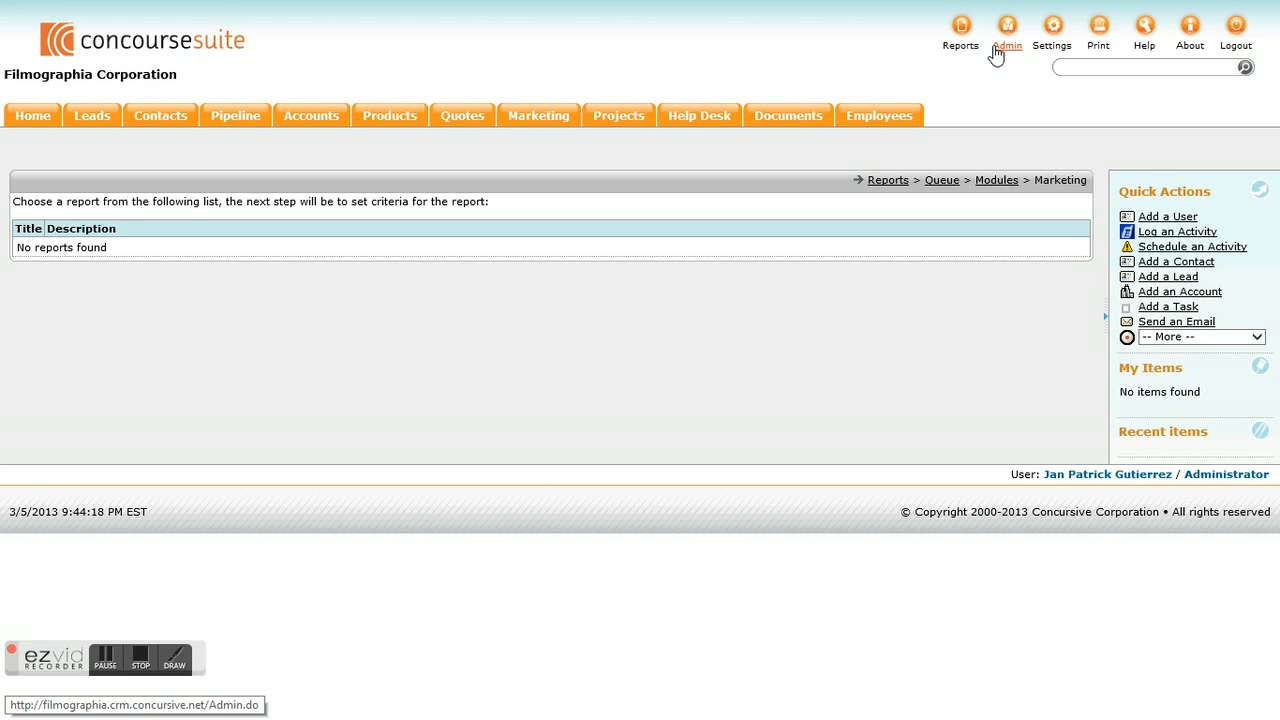 concoursesuite
Reports Admin Settings Print Help About Logout
Filmographia Corporation
Home Leads Contacts Pipeline Accounts Products Quotes Marketing Projects Help Desk Documents Employees
Reports > Queue > Modules > Marketing
Choose a report from the following list, the next step will be to set criteria for the report:
Title Description
No reports found
Quick Actions
Add a User
Log an Activity
Schedule an Activity
Add a Contact
Add a Lead
Add an Account
Add a Task
Send an Email
-- More --
My Items
No items found
Recent items
User: Jan Patrick Gutierrez / Administrator
3/5/2013 9:44:18 PM EST
© Copyright 2000-2013 Concursive Corporation • All rights reserved
ezvid
RECORDER
PAUSE STOP DRAW
http://filmographia.crm.concursive.net/Admin.do